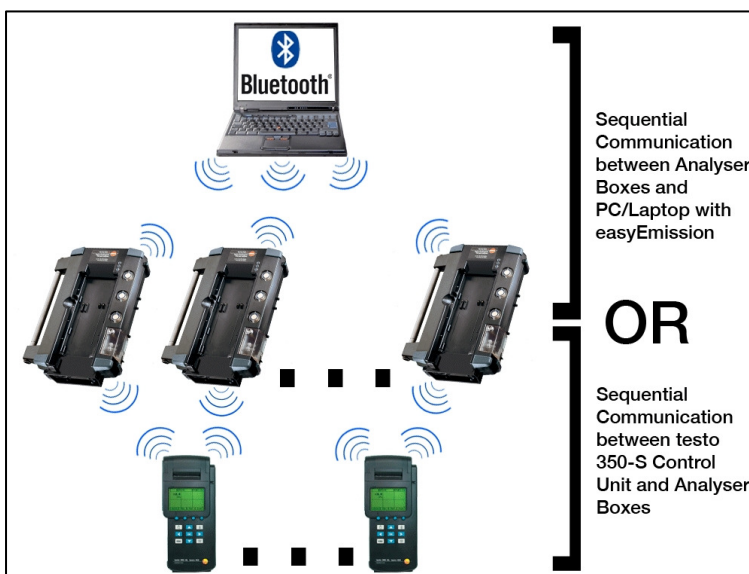 Bluetooth®
Sequential
Communication
between Analyser
Boxes and
PC/Laptop with
easyEmission
OR
Sequential
Communication
between testo
350-S Control
Unit and Analyser
Boxes